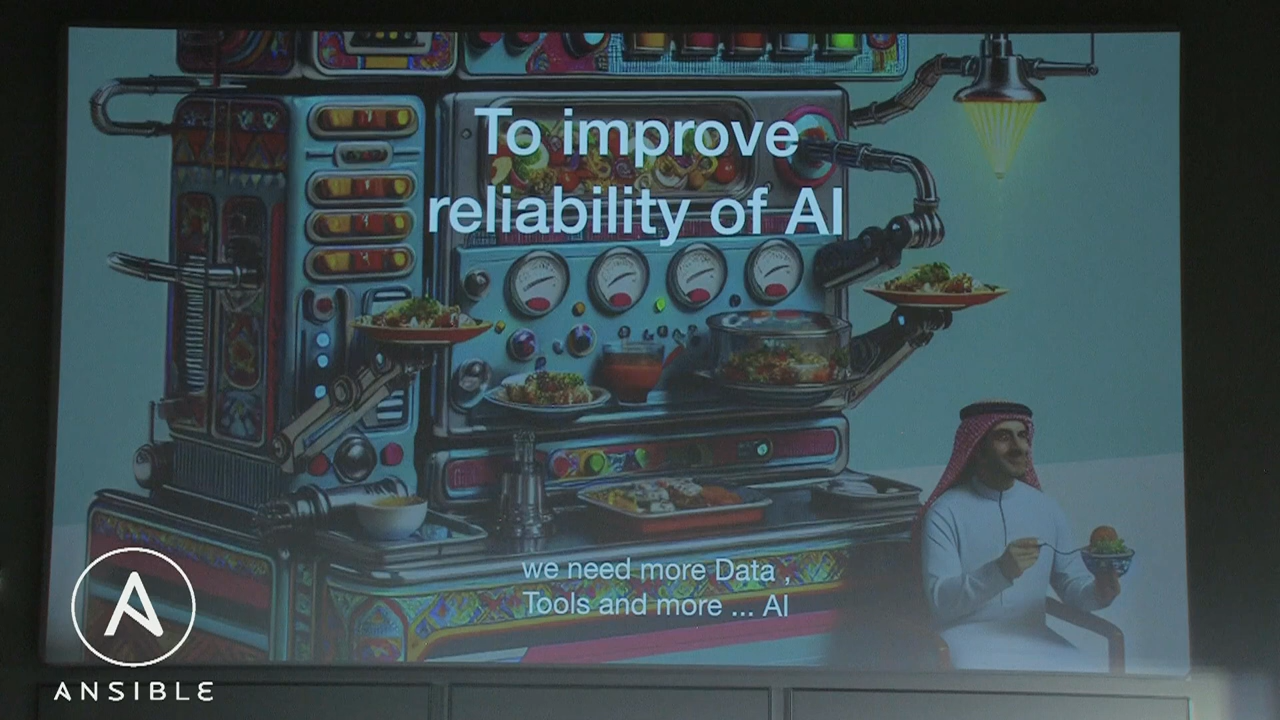 To improve
reliability of AI
we need more Data ,
Tools and more ... AI
ANSIBLE